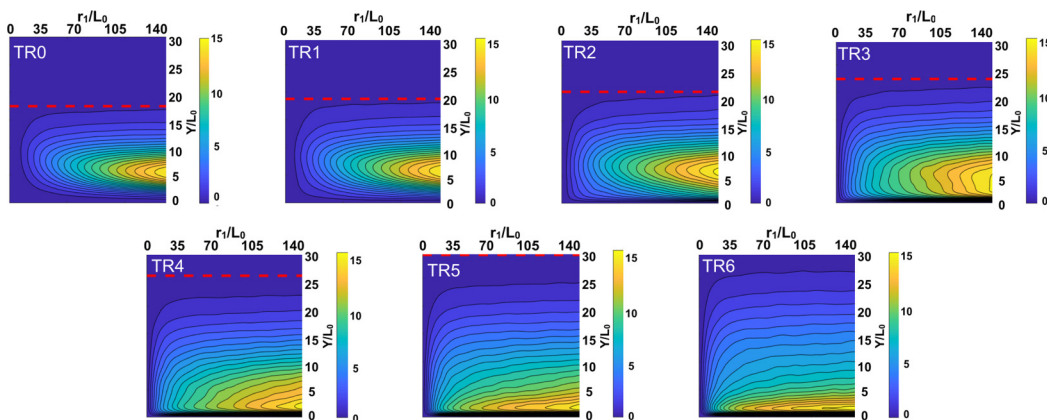 r₁/L₀ r₁/L₀ r₁/L₀ r₁/L₀
0 35 70 105 140 0 35 70 105 140 0 35 70 105 140 0 35 70 105 140
TR0 30 25 20 15 10 5 0 Y/L₀ 15 10 5 0
TR1 30 25 20 15 10 5 0 Y/L₀ 15 10 5 0
TR2 30 25 20 15 10 5 0 Y/L₀ 15 10 5 0
TR3 30 25 20 15 10 5 0 Y/L₀ 15 10 5 0
r₁/L₀ r₁/L₀ r₁/L₀
0 35 70 105 140 0 35 70 105 140 0 35 70 105 140
TR4 30 25 20 15 10 5 0 Y/L₀ 15 10 5 0
TR5 30 25 20 15 10 5 0 Y/L₀ 15 10 5 0
TR6 30 25 20 15 10 5 0 Y/L₀ 15 10 5 0